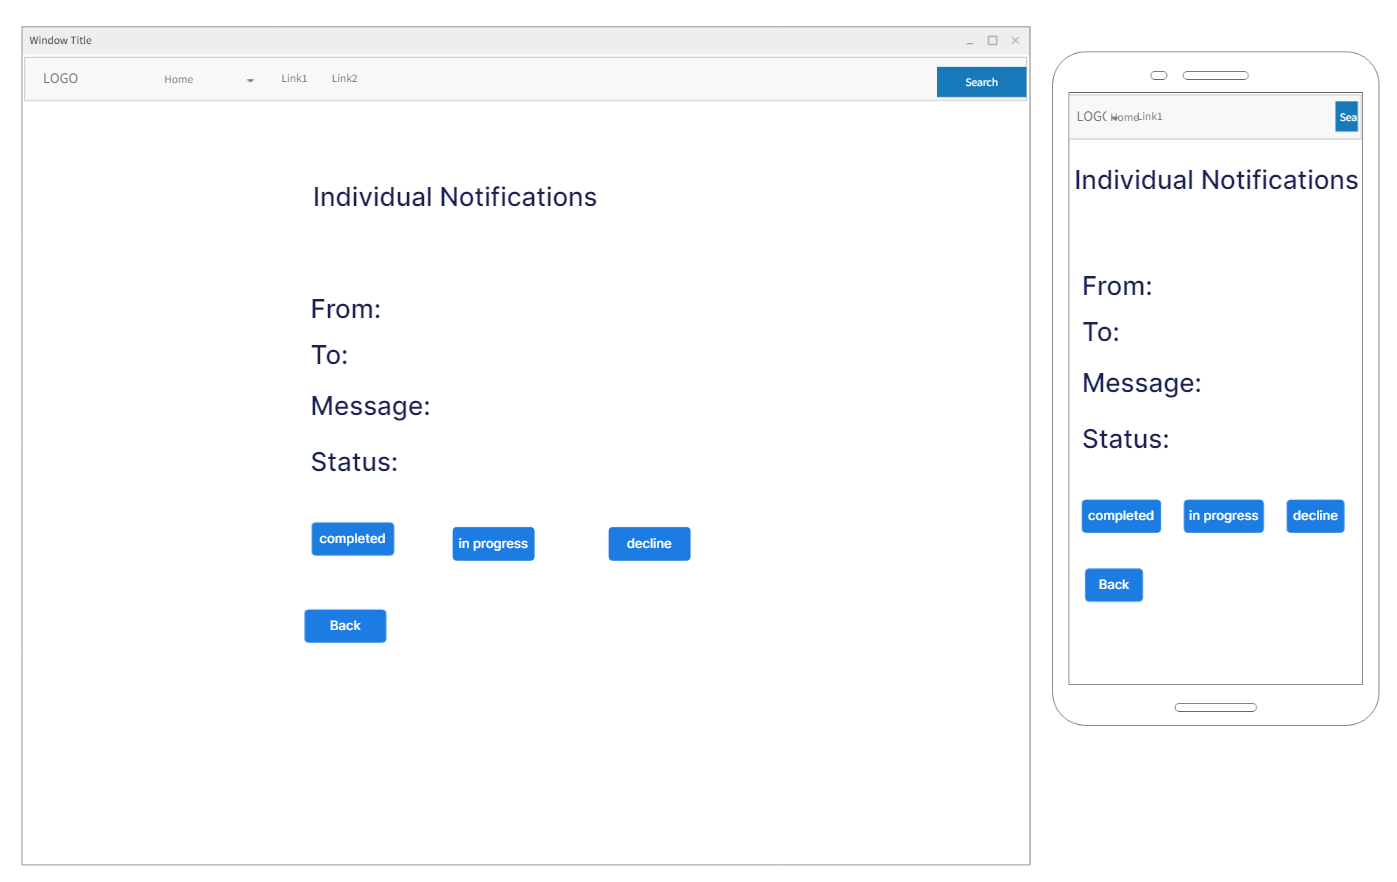 Window Title
LOGO Home Link1 Link2 Search
Individual Notifications
From:
To:
Message:
Status:
completed in progress decline
Back
LOGO Home Link1 Sea
Individual Notifications
From:
To:
Message:
Status:
completed in progress decline
Back